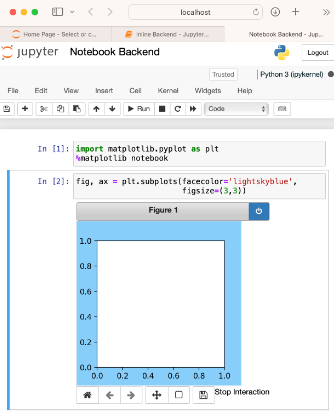 localhost
Home Page - Select or c...
Inline Backend - Jupyter...
Notebook Backend - Jup...
jupyter Notebook Backend
Logout
Trusted
Python 3 (ipykernel)
File Edit View Insert Cell Kernel Widgets Help
Run Code
In [1]: import matplotlib.pyplot as plt
%matplotlib notebook
In [2]: fig, ax = plt.subplots(facecolor='lightskyblue',
figsize=(3,3))
Figure 1
1.0
0.8
0.6
0.4
0.2
0.0
0.0 0.2 0.4 0.6 0.8 1.0
Stop Interaction